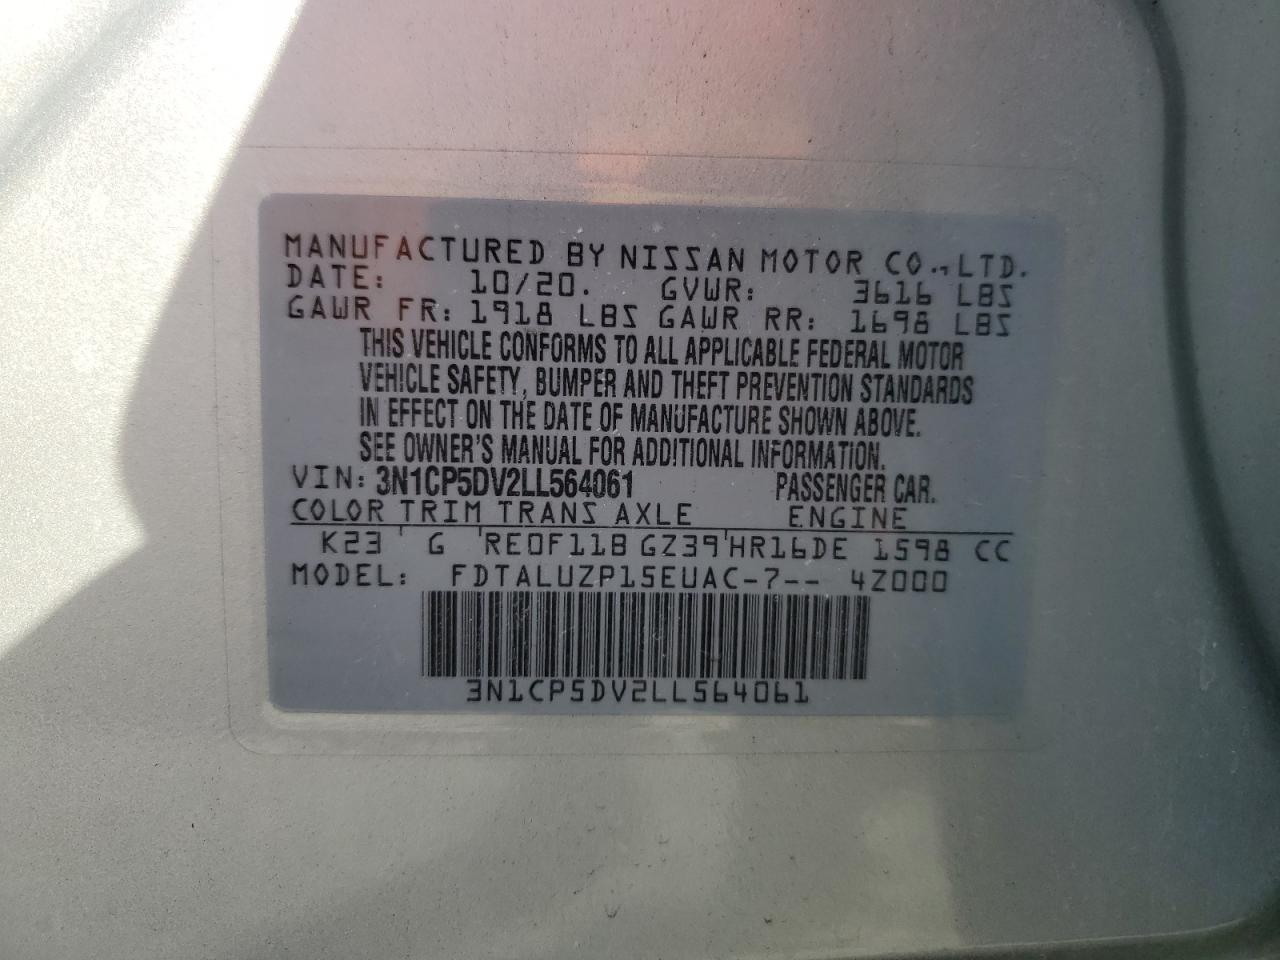 MANUFACTURED BY NISSAN MOTOR CO., LTD.
DATE: 10/20. GVWR: 3616 LBS
GAWR FR: 1918 LBS GAWR RR: 1698 LBS
THIS VEHICLE CONFORMS TO ALL APPLICABLE FEDERAL MOTOR
VEHICLE SAFETY, BUMPER AND THEFT PREVENTION STANDARDS
IN EFFECT ON THE DATE OF MANUFACTURE SHOWN ABOVE.
SEE OWNER'S MANUAL FOR ADDITIONAL INFORMATION.
VIN: 3N1CP5DV2LL564061 PASSENGER CAR.
COLOR TRIM TRANS AXLE ENGINE
K23 ' G RE0F11B GZ39 ' HR16DE 1598 CC
MODEL: FDTALUZP15EUAC-7-- 4Z000
3N1CP5DV2LL564061